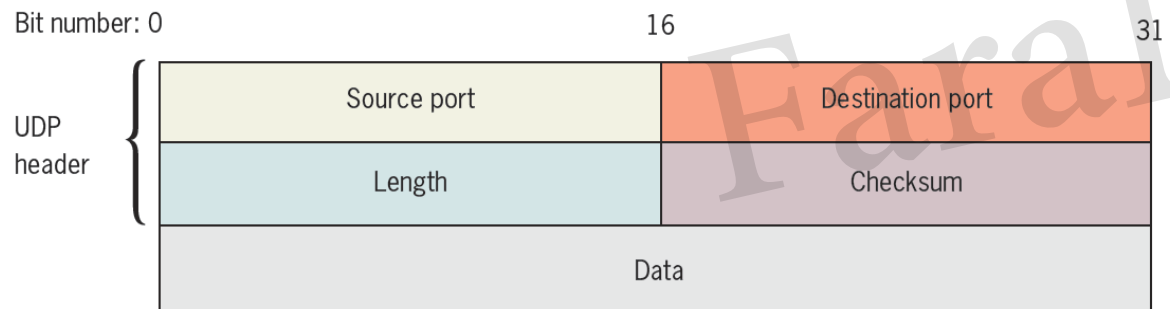 Bit number: 0 16 31
Source port Destination port
UDP
header
Length Checksum
Data